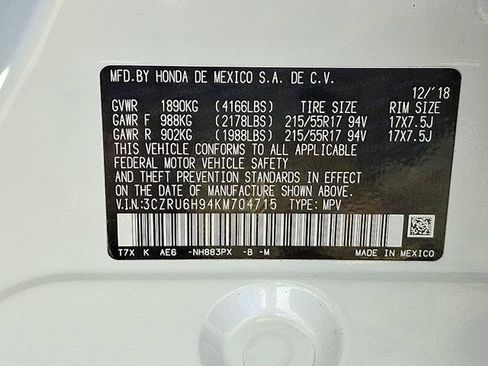 MFD.BY HONDA DE MEXICO S.A. DE C.V.
12/'18
GVWR 1890KG (4166LBS) TIRE SIZE RIM SIZE
GAWR F 988KG (2178LBS) 215/55R17 94V 17X7.5J
GAWR R 902KG (1988LBS) 215/55R17 94V 17X7.5J
THIS VEHICLE CONFORMS TO ALL APPLICABLE
FEDERAL MOTOR VEHICLE SAFETY
AND THEFT PREVENTION STANDARDS IN EFFECT
ON THE DATE OF MANUFACTURE SHOWN ABOVE.
V.I.N:3CZRU6H94KM704715 TYPE: MPV
T7X K AE6 -NH883PX -B -M MADE IN MEXICO